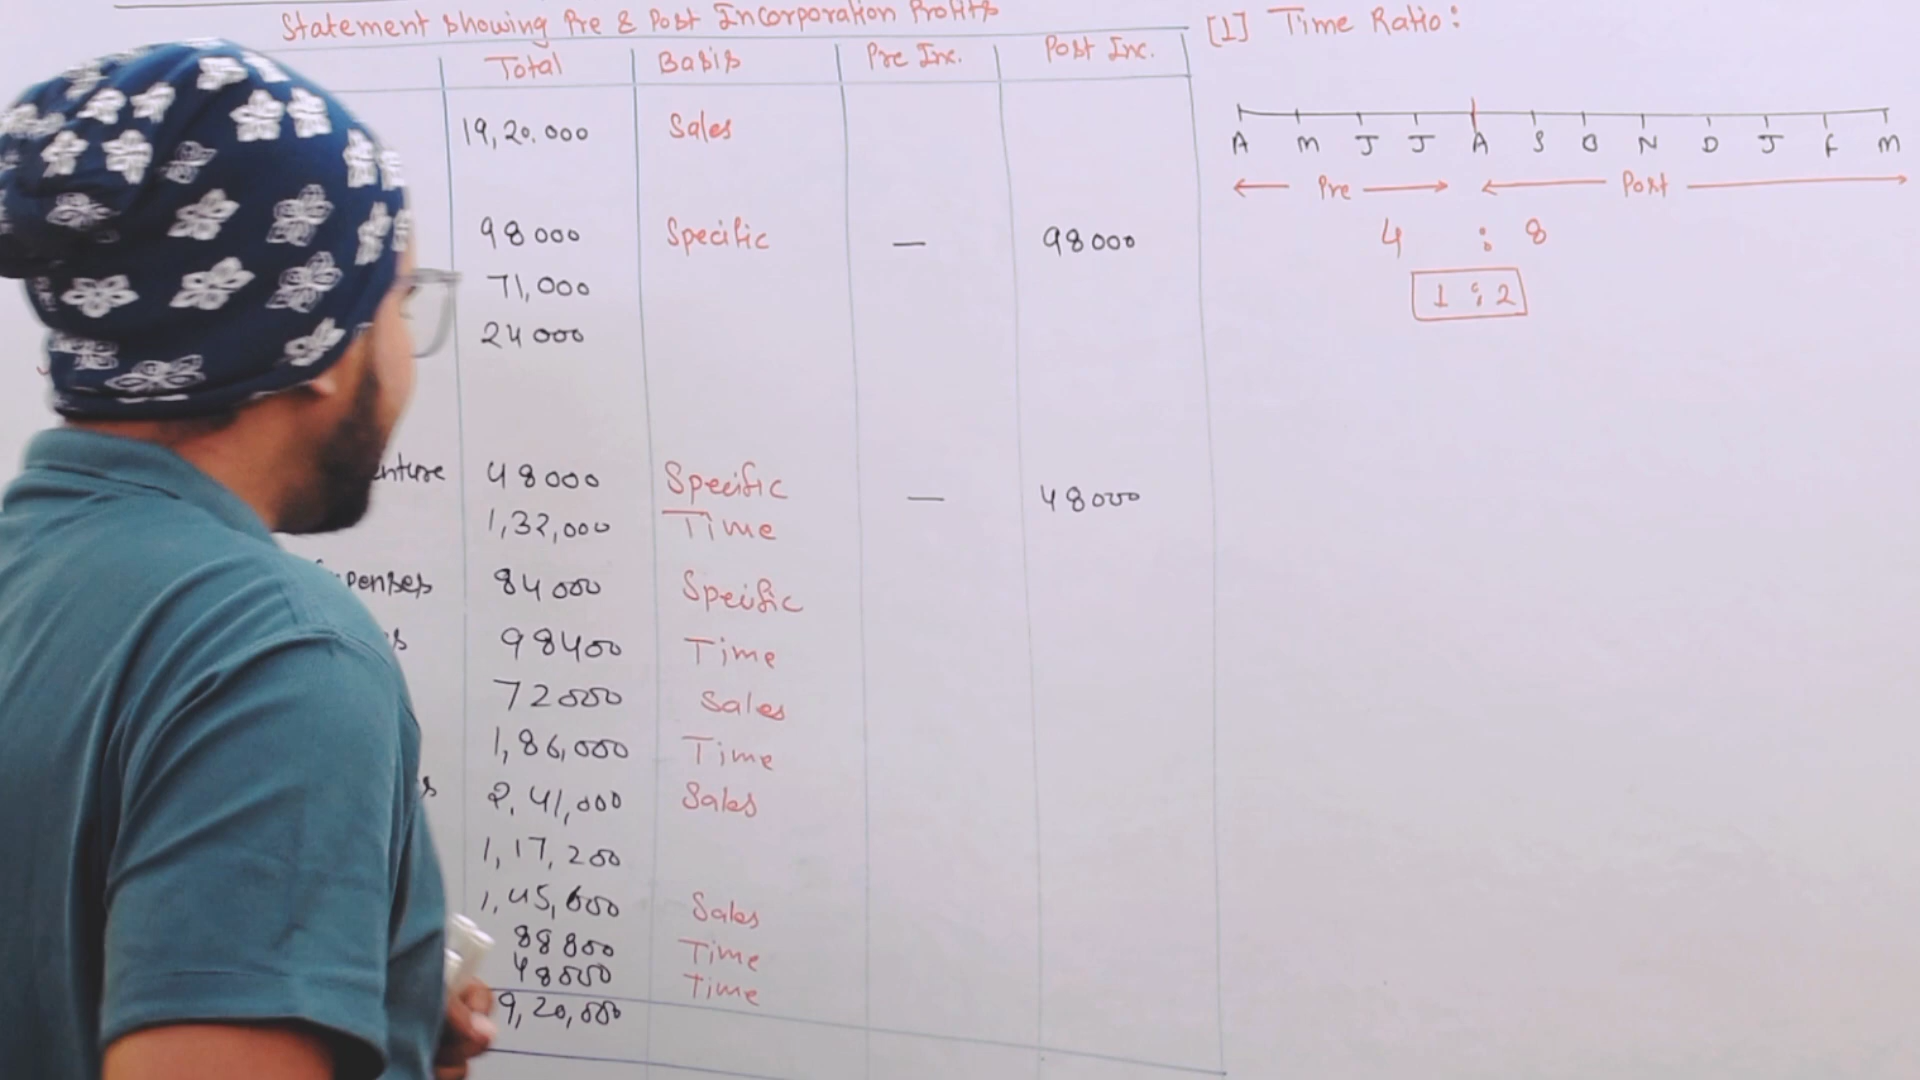 Statement showing Pre & Post Incorporation Profits
Total Basis Pre Inc. Post Inc.
19,20,000 Sales
98000 Specific — 98000
71,000
24000
enture 48000 Specific — 48000
1,32,000 Time
penses 84000 Speific
s 98400 Time
72000 Sales
1,86,000 Time
s 2,41,000 Sales
1,17,200
1,45,600 Sales
88800 Time
48000 Time
9,20,000
[1] Time Ratio:
A M J J A S O N D J F M
Pre Post
4 : 8
1 : 2